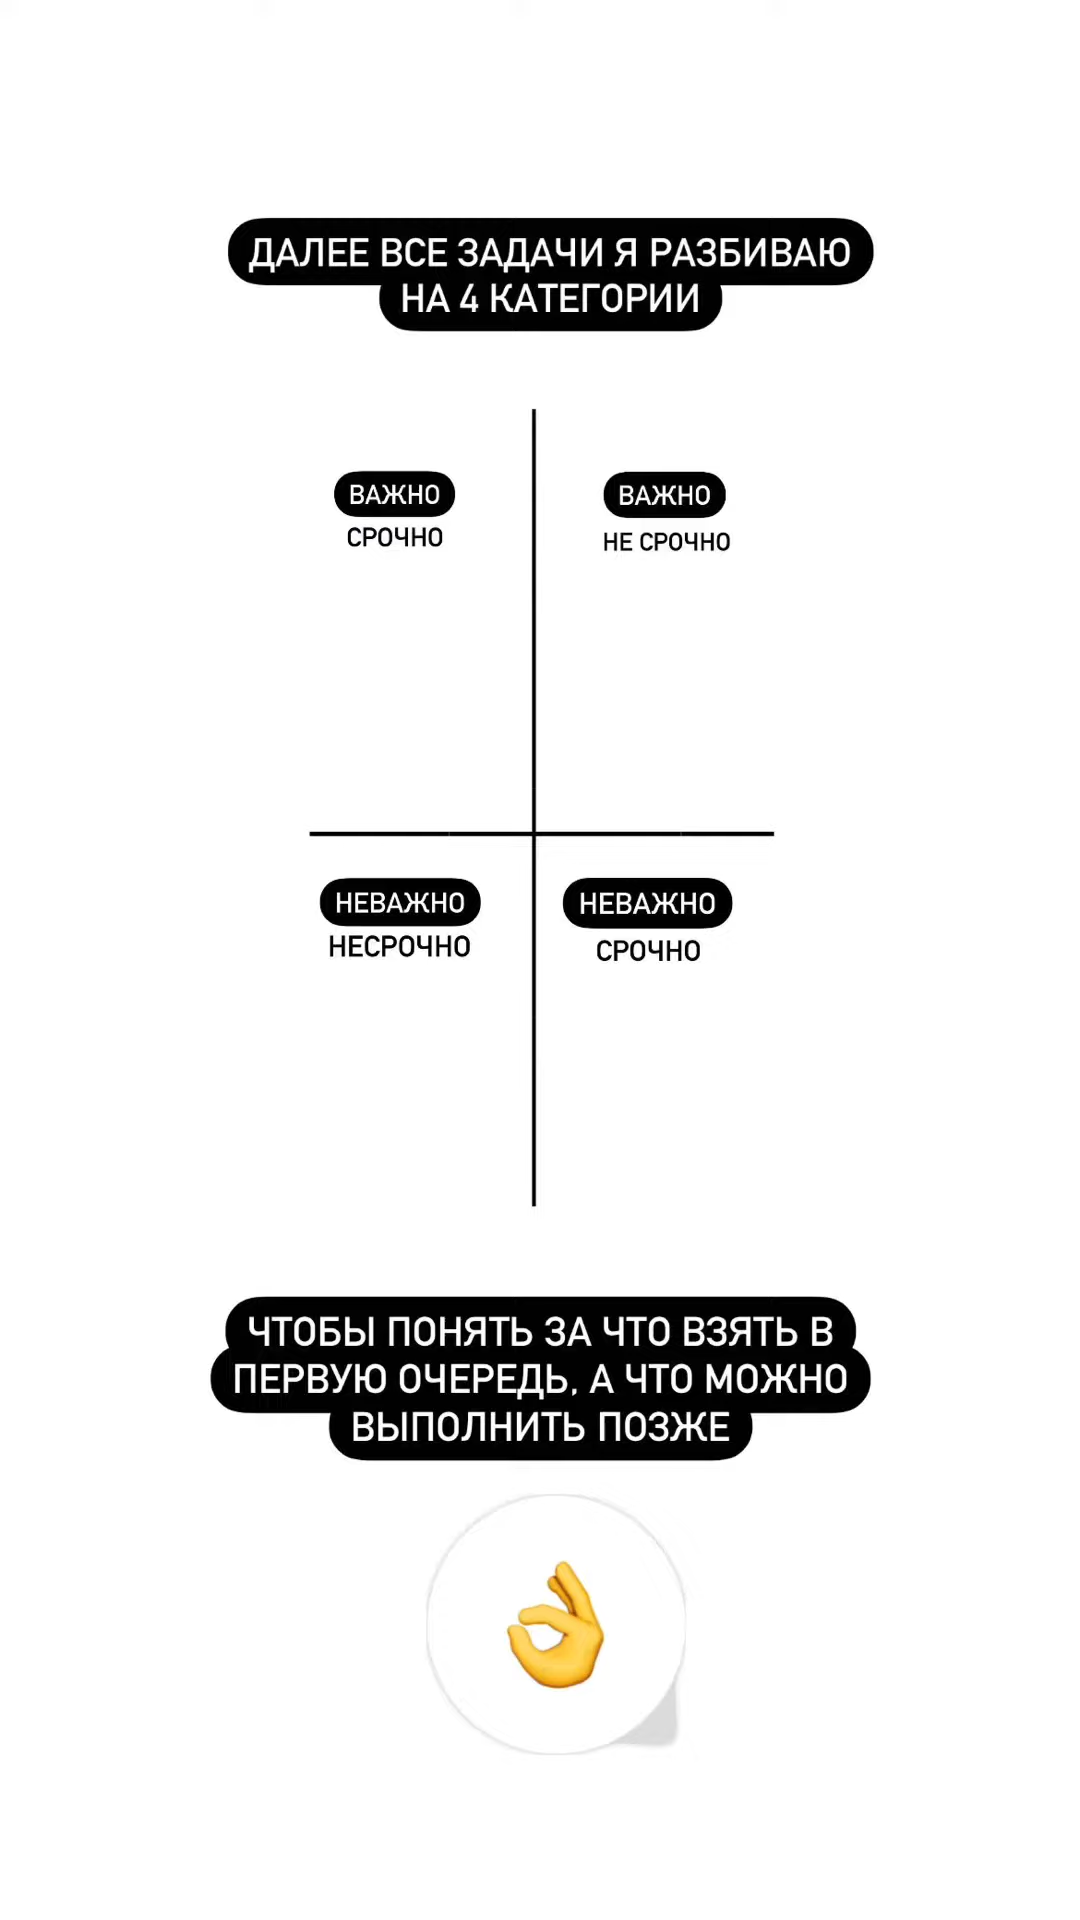 ДАЛЕЕ ВСЕ ЗАДАЧИ Я РАЗБИВАЮ
НА 4 КАТЕГОРИИ
ВАЖНО
СРОЧНО
ВАЖНО
НЕ СРОЧНО
НЕВАЖНО
НЕСРОЧНО
НЕВАЖНО
СРОЧНО
ЧТОБЫ ПОНЯТЬ ЗА ЧТО ВЗЯТЬ В
ПЕРВУЮ ОЧЕРЕДЬ, А ЧТО МОЖНО
ВЫПОЛНИТЬ ПОЗЖЕ